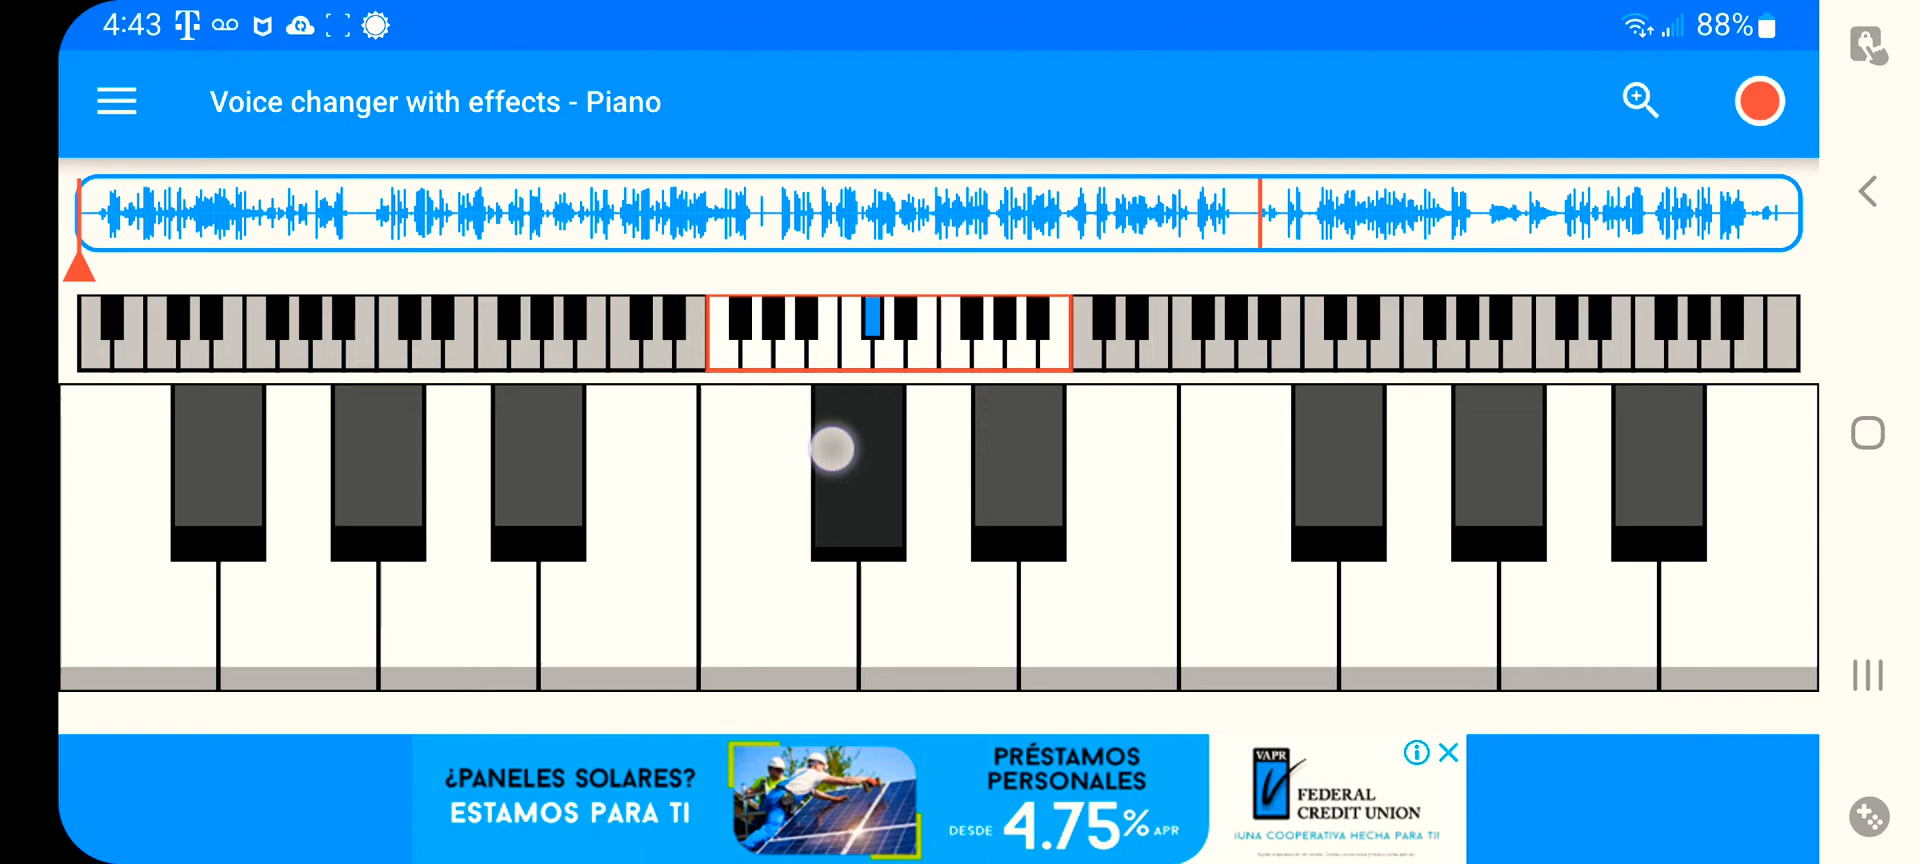 4:43
88%
Voice changer with effects - Piano
¿PANELES SOLARES?
ESTAMOS PARA TI
PRÉSTAMOS
PERSONALES
DESDE 4.75% APR
VAPR
FEDERAL
CREDIT UNION
¡UNA COOPERATIVA HECHA PARA TI!